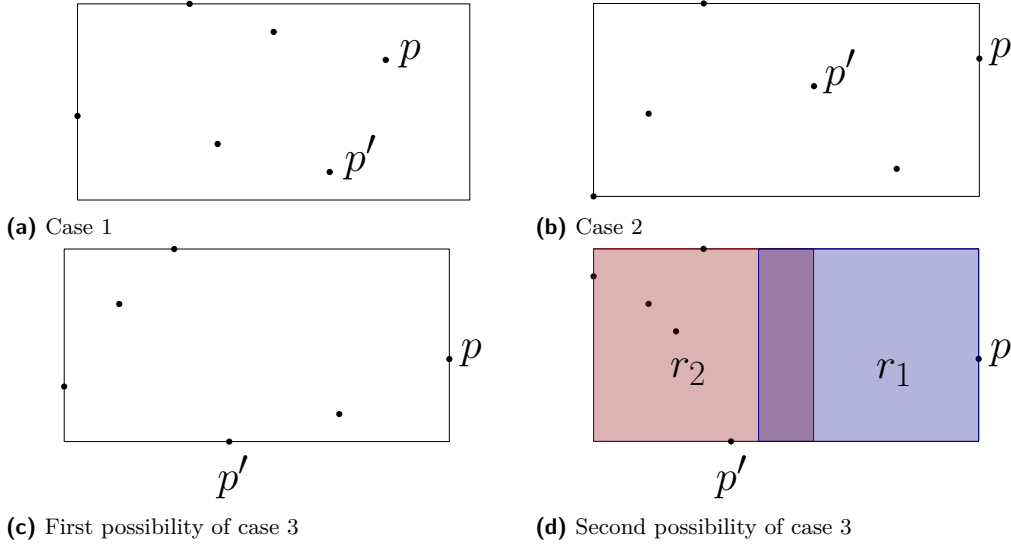 p
p′
(a) Case 1
p
p′
(b) Case 2
p
p′
(c) First possibility of case 3
r₂
r₁
p
p′
(d) Second possibility of case 3